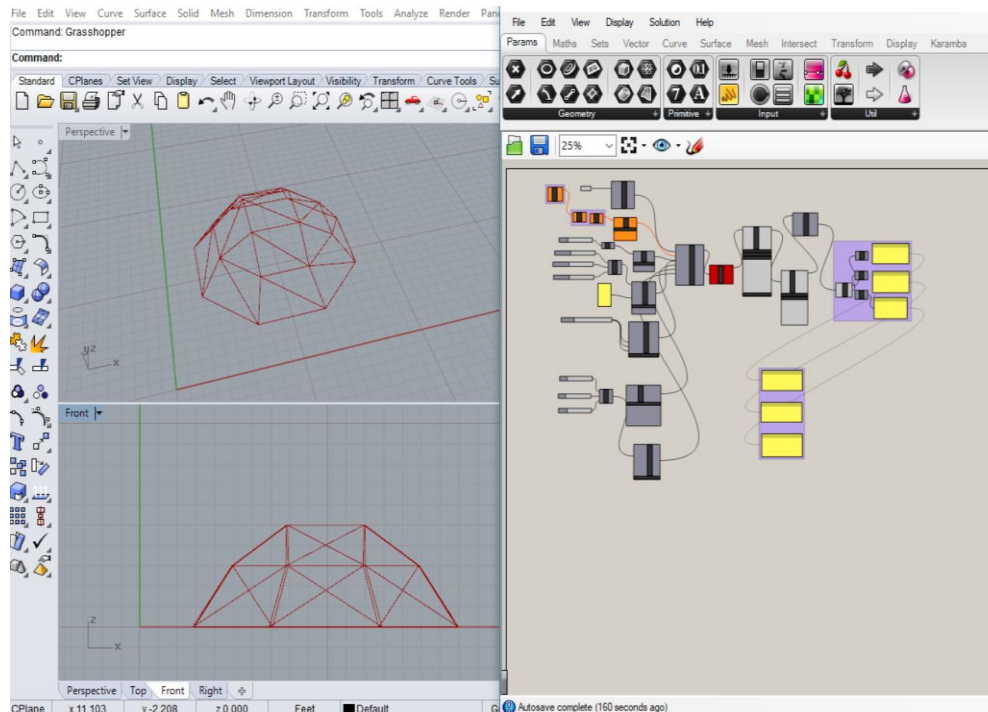 File Edit View Curve Surface Solid Mesh Dimension Transform Tools Analyze Render
Command: Grasshopper
Command:
Standard CPlanes Set View Display Select Viewport Layout Visibility Transform Curve Tools
Perspective
y z x
Front
z
x
Perspective Top Front Right
CPlane x 11.103 y -2.208 z 0.000 Feet Default
File Edit View Display Solution Help
Params Maths Sets Vector Curve Surface Mesh Intersect Transform Display Karamba
Geometry Primitive Input Util
25%
Autosave complete (160 seconds ago)